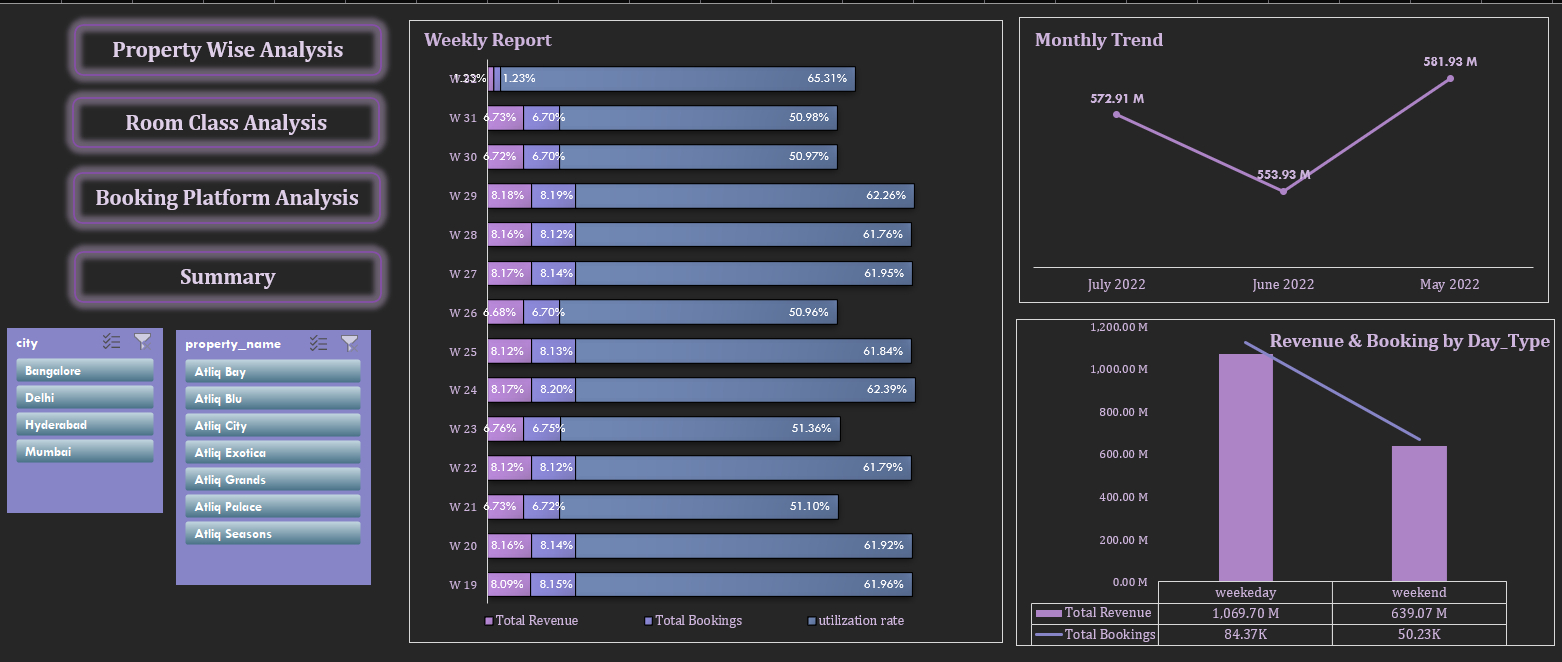 Property Wise Analysis
Room Class Analysis
Booking Platform Analysis
Summary
city
Bangalore
Delhi
Hyderabad
Mumbai
property_name
Atliq Bay
Atliq Blu
Atliq City
Atliq Exotica
Atliq Grands
Atliq Palace
Atliq Seasons
Weekly Report
1.23% 1.23% 65.31%
W 31 6.73% 6.70% 50.98%
W 30 6.72% 6.70% 50.97%
W 29 8.18% 8.19% 62.26%
W 28 8.16% 8.12% 61.76%
W 27 8.17% 8.14% 61.95%
W 26 6.68% 6.70% 50.96%
W 25 8.12% 8.13% 61.84%
W 24 8.17% 8.20% 62.39%
W 23 6.76% 6.75% 51.36%
W 22 8.12% 8.12% 61.79%
W 21 6.73% 6.72% 51.10%
W 20 8.16% 8.14% 61.92%
W 19 8.09% 8.15% 61.96%
Total Revenue Total Bookings utilization rate
Monthly Trend
581.93 M
572.91 M
553.93 M
July 2022 June 2022 May 2022
Revenue & Booking by Day_Type
1,200.00 M
1,000.00 M
800.00 M
600.00 M
400.00 M
200.00 M
0.00 M
weekeday weekend
Total Revenue 1,069.70 M 639.07 M
Total Bookings 84.37K 50.23K